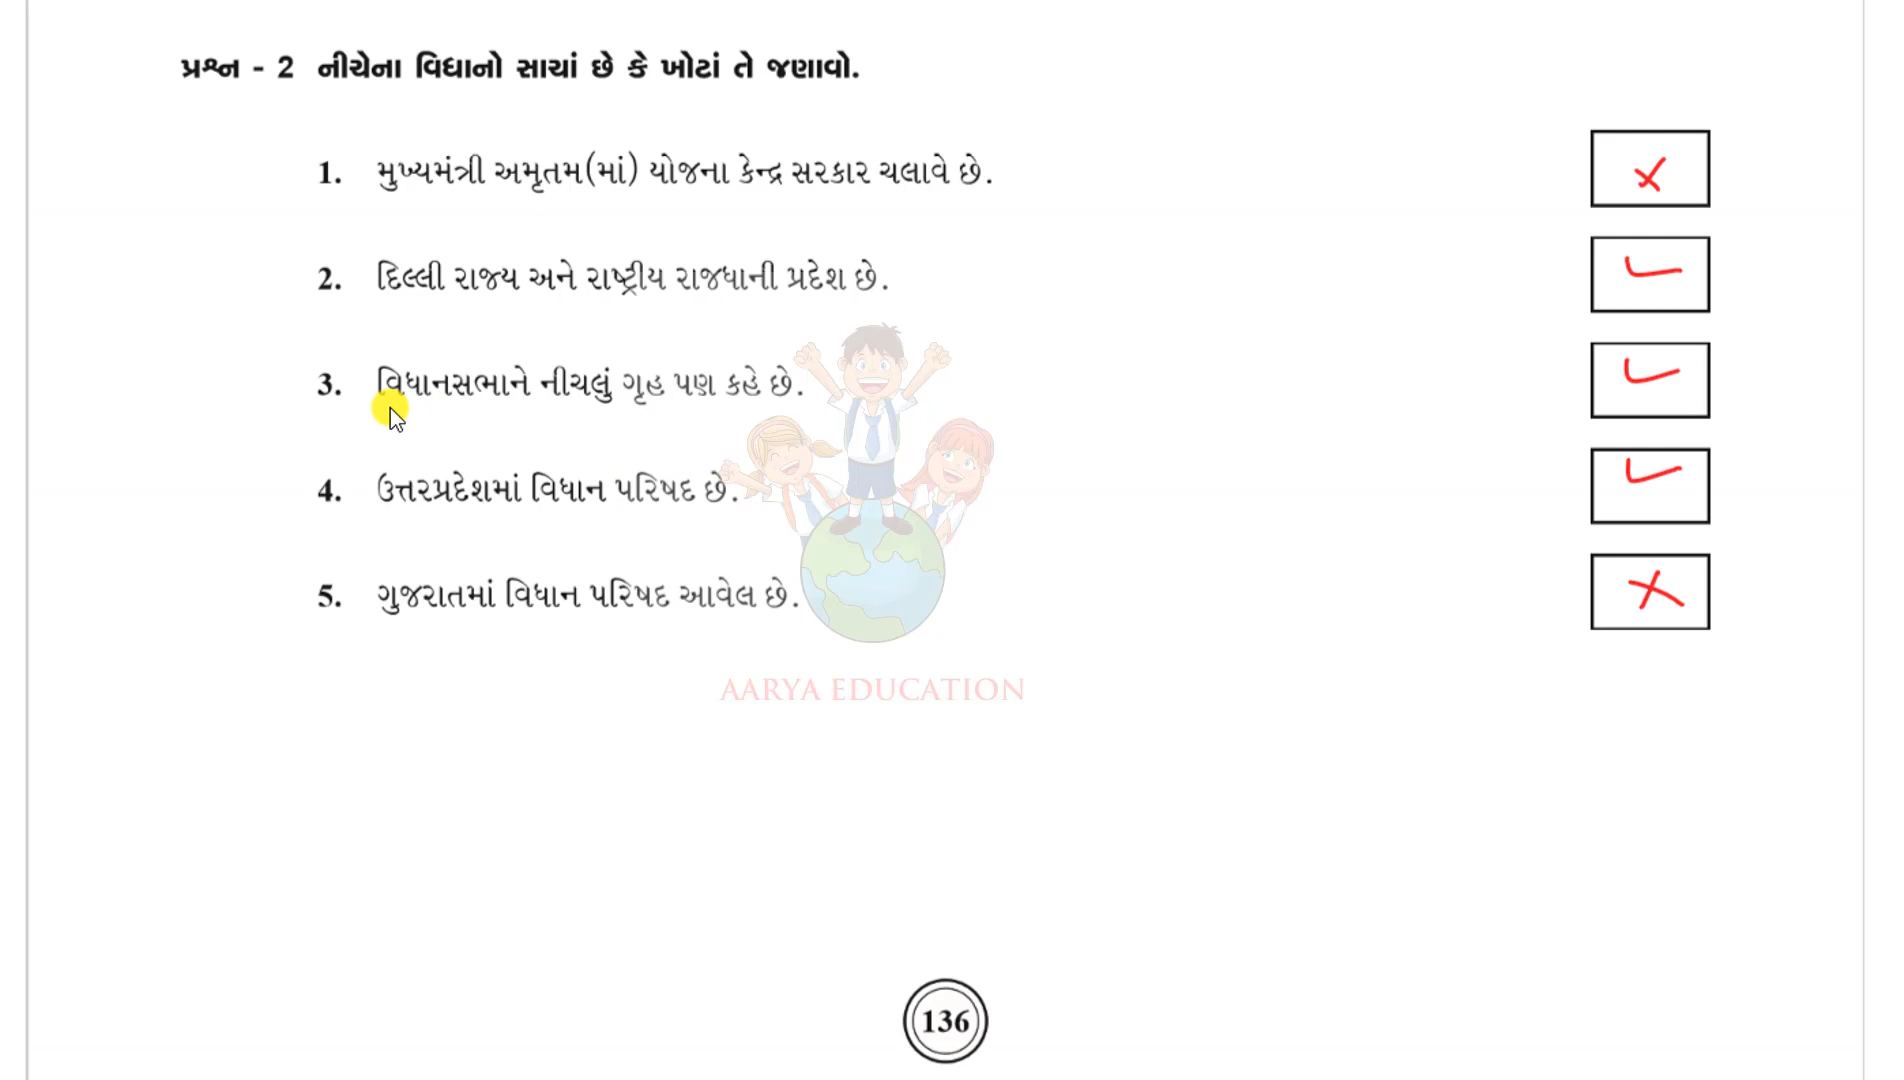 પ્રશ્ન - 2 નીચેના વિધાનો સાચાં છે કે ખોટાં તે જણાવો.
1. મુખ્યમંત્રી અમૃતમ(માં) યોજના કેન્દ્ર સરકાર ચલાવે છે. ✗
2. દિલ્લી રાજ્ય અને રાષ્ટ્રીય રાજધાની પ્રદેશ છે. ✓
3. વિધાનસભાને નીચલું ગૃહ પણ કહે છે. ✓
4. ઉત્તરપ્રદેશમાં વિધાન પરિષદ છે. ✓
5. ગુજરાતમાં વિધાન પરિષદ આવેલ છે. ✗
AARYA EDUCATION
136